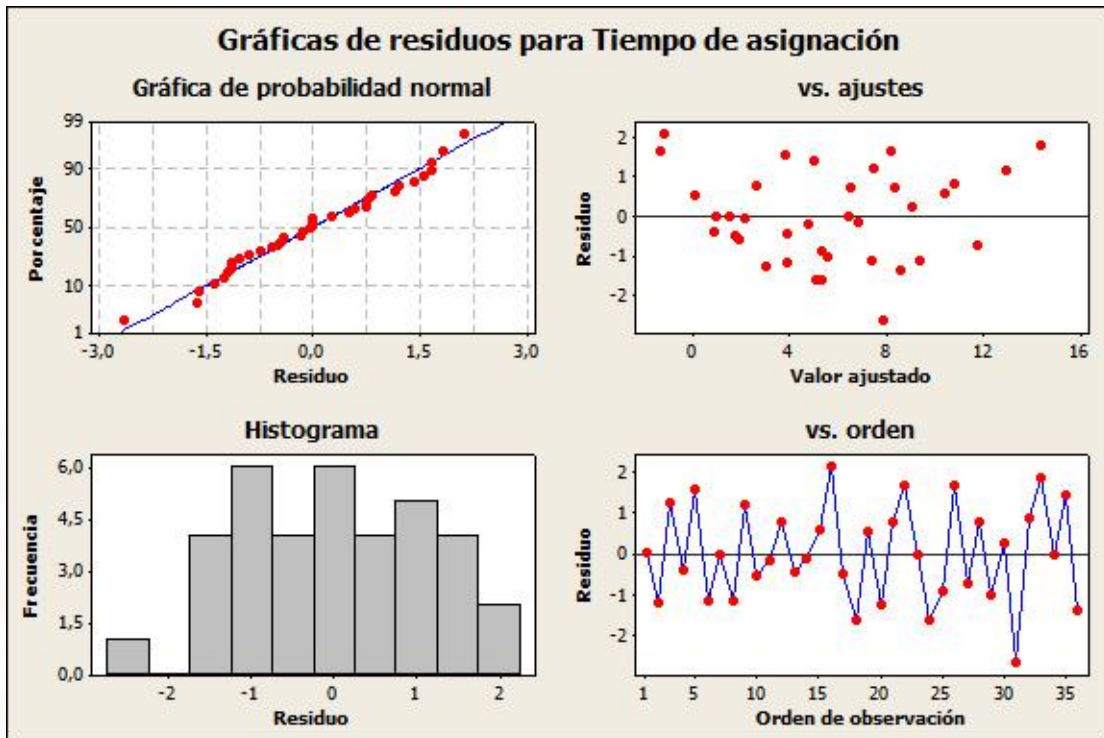 Gráficas de residuos para Tiempo de asignación
Gráfica de probabilidad normal
99
90
50
10
1
Porcentaje
-3,0 -1,5 0,0 1,5 3,0
Residuo
vs. ajustes
2
1
0
-1
-2
Residuo
0 4 8 12 16
Valor ajustado
Histograma
6,0
4,5
3,0
1,5
0,0
Frecuencia
-2 -1 0 1 2
Residuo
vs. orden
2
1
0
-1
-2
Residuo
1 5 10 15 20 25 30 35
Orden de observación